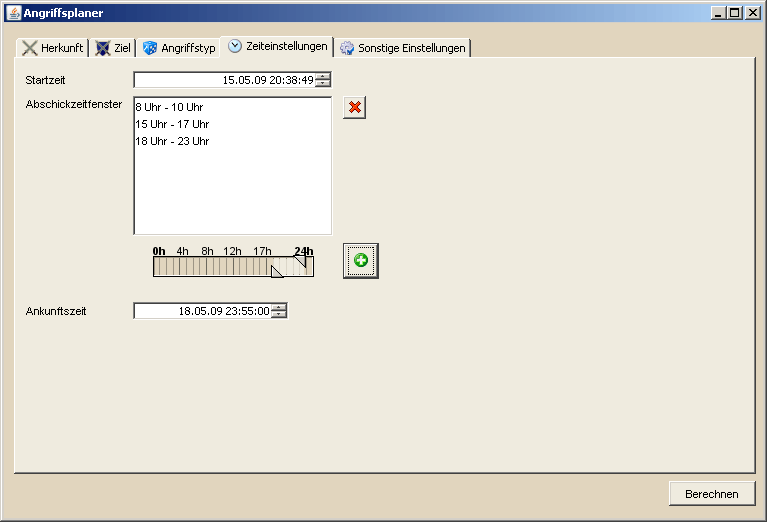 Angriffsplaner
Herkunft Ziel Angriffstyp Zeiteinstellungen Sonstige Einstellungen
Startzeit 15.05.09 20:38:49
Abschickzeitfenster
8 Uhr - 10 Uhr
15 Uhr - 17 Uhr
18 Uhr - 23 Uhr
0h 4h 8h 12h 17h 24h
Ankunftszeit 18.05.09 23:55:00
Berechnen